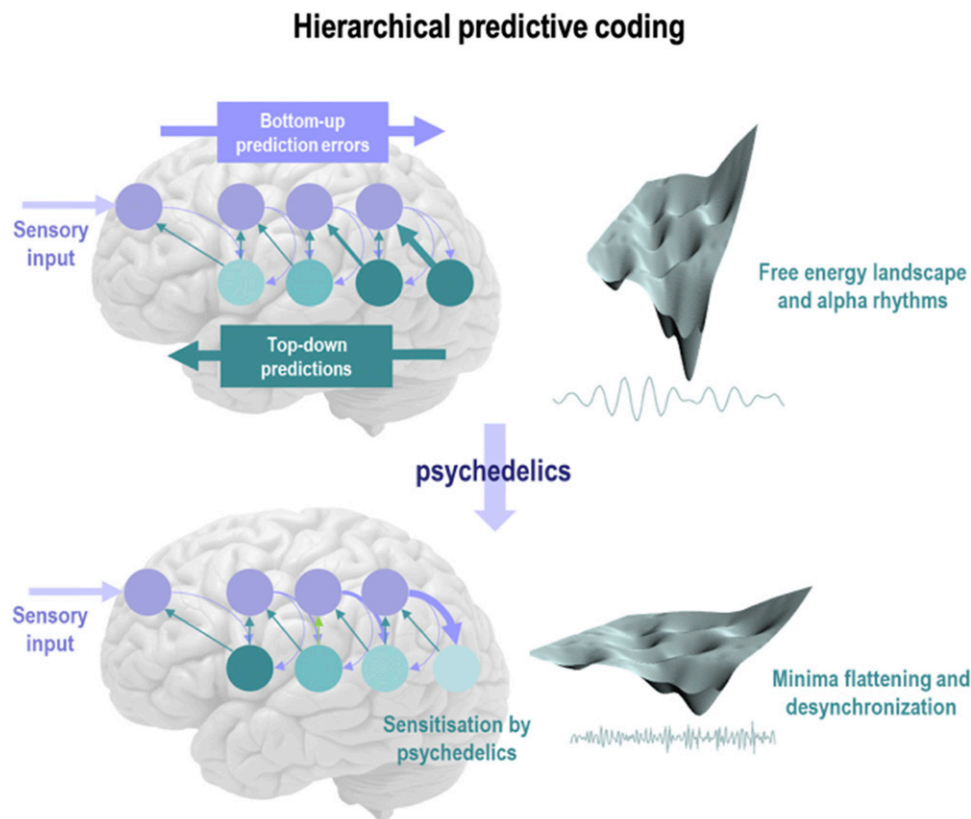 Hierarchical predictive coding
Bottom-up
prediction errors
Sensory
input
Free energy landscape
and alpha rhythms
Top-down
predictions
psychedelics
Sensory
input
Sensitisation by
psychedelics
Minima flattening and
desynchronization